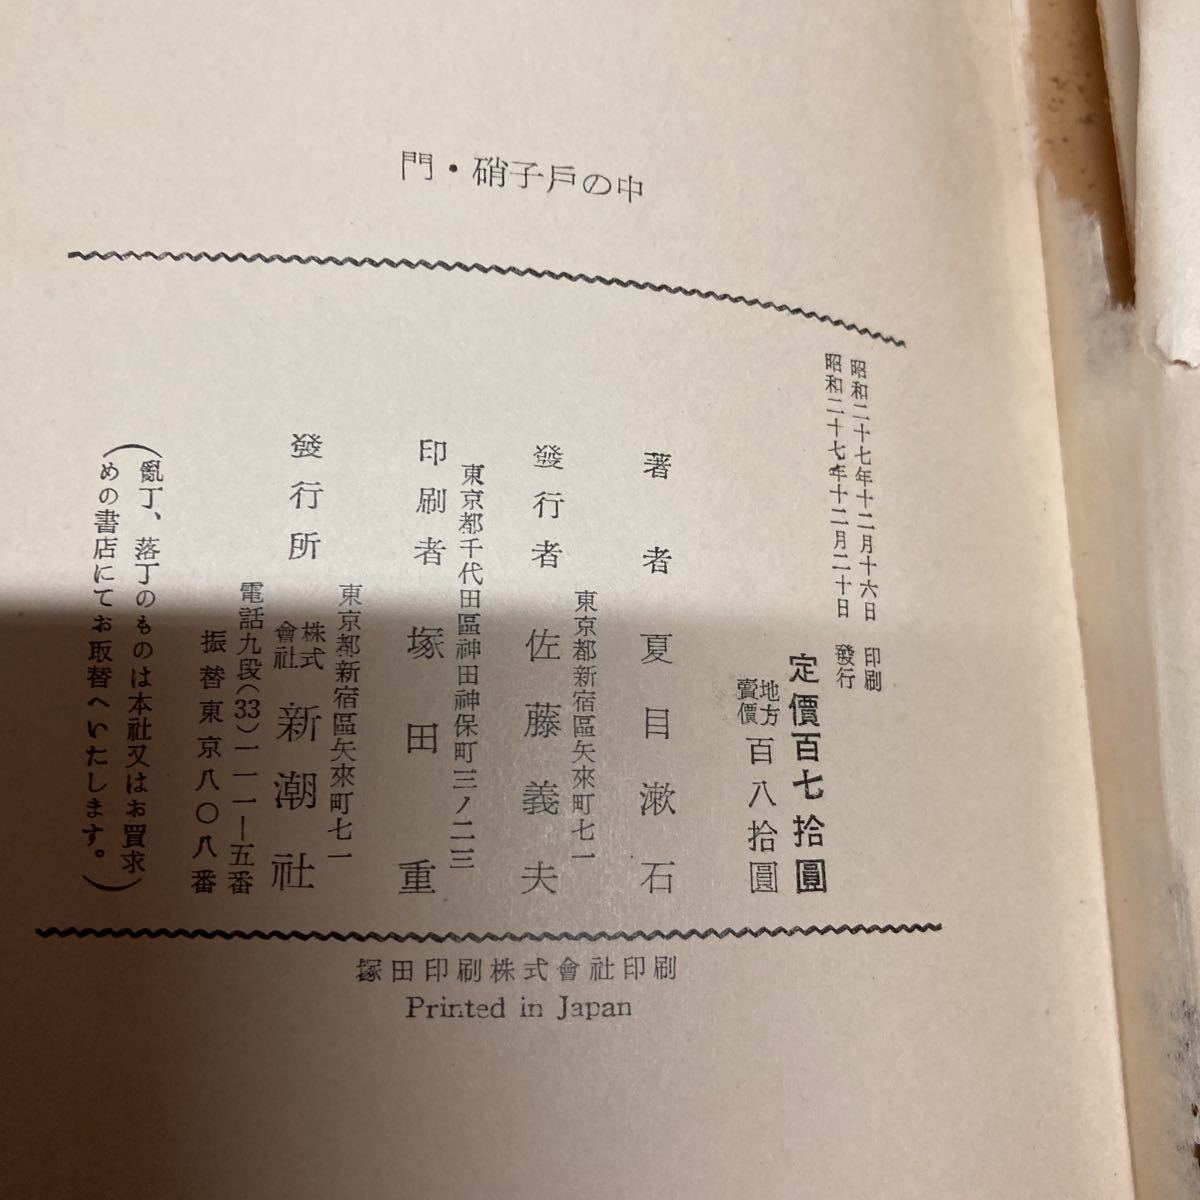 門・硝子戸の中
昭和二十七年十二月十六日　印刷
昭和二十七年十二月二十日　發行
定價百七拾圓
地方賣價 百八拾圓
著者 夏目漱石
東京都新宿區矢來町七一
發行者 佐藤義夫
東京都千代田區神田神保町三ノ二三
印刷者 塚田重
東京都新宿區矢來町七一
發行所 株式會社 新潮社
電話九段(33)一一一一―五番
振替東京八〇八番
(亂丁、落丁のものは本社又はお買求
めの書店にてお取替へいたします。)
塚田印刷株式會社印刷
Printed in Japan